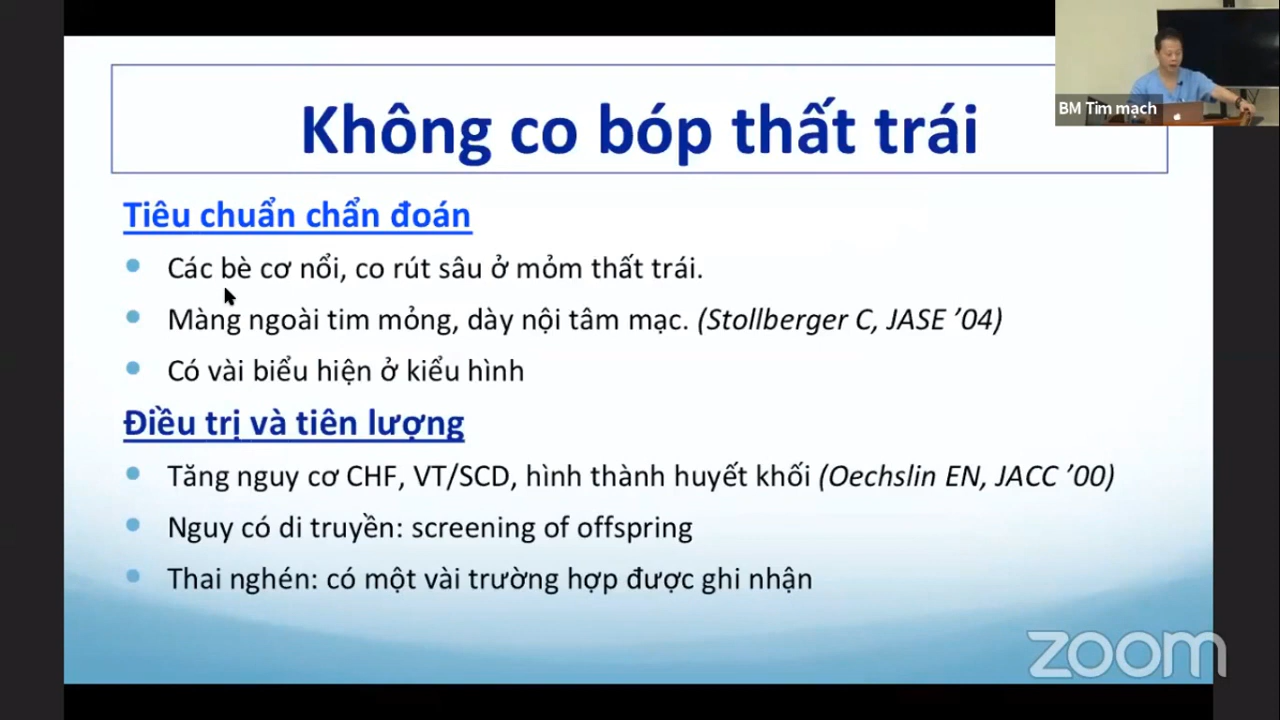 Không co bóp thất trái
BM Tim mạch
Tiêu chuẩn chẩn đoán
Các bè cơ nổi, co rút sâu ở mỏm thất trái.
Màng ngoài tim mỏng, dày nội tâm mạc. (Stollberger C, JASE ’04)
Có vài biểu hiện ở kiểu hình
Điều trị và tiên lượng
Tăng nguy cơ CHF, VT/SCD, hình thành huyết khối (Oechslin EN, JACC ’00)
Nguy có di truyền: screening of offspring
Thai nghén: có một vài trường hợp được ghi nhận
zoom